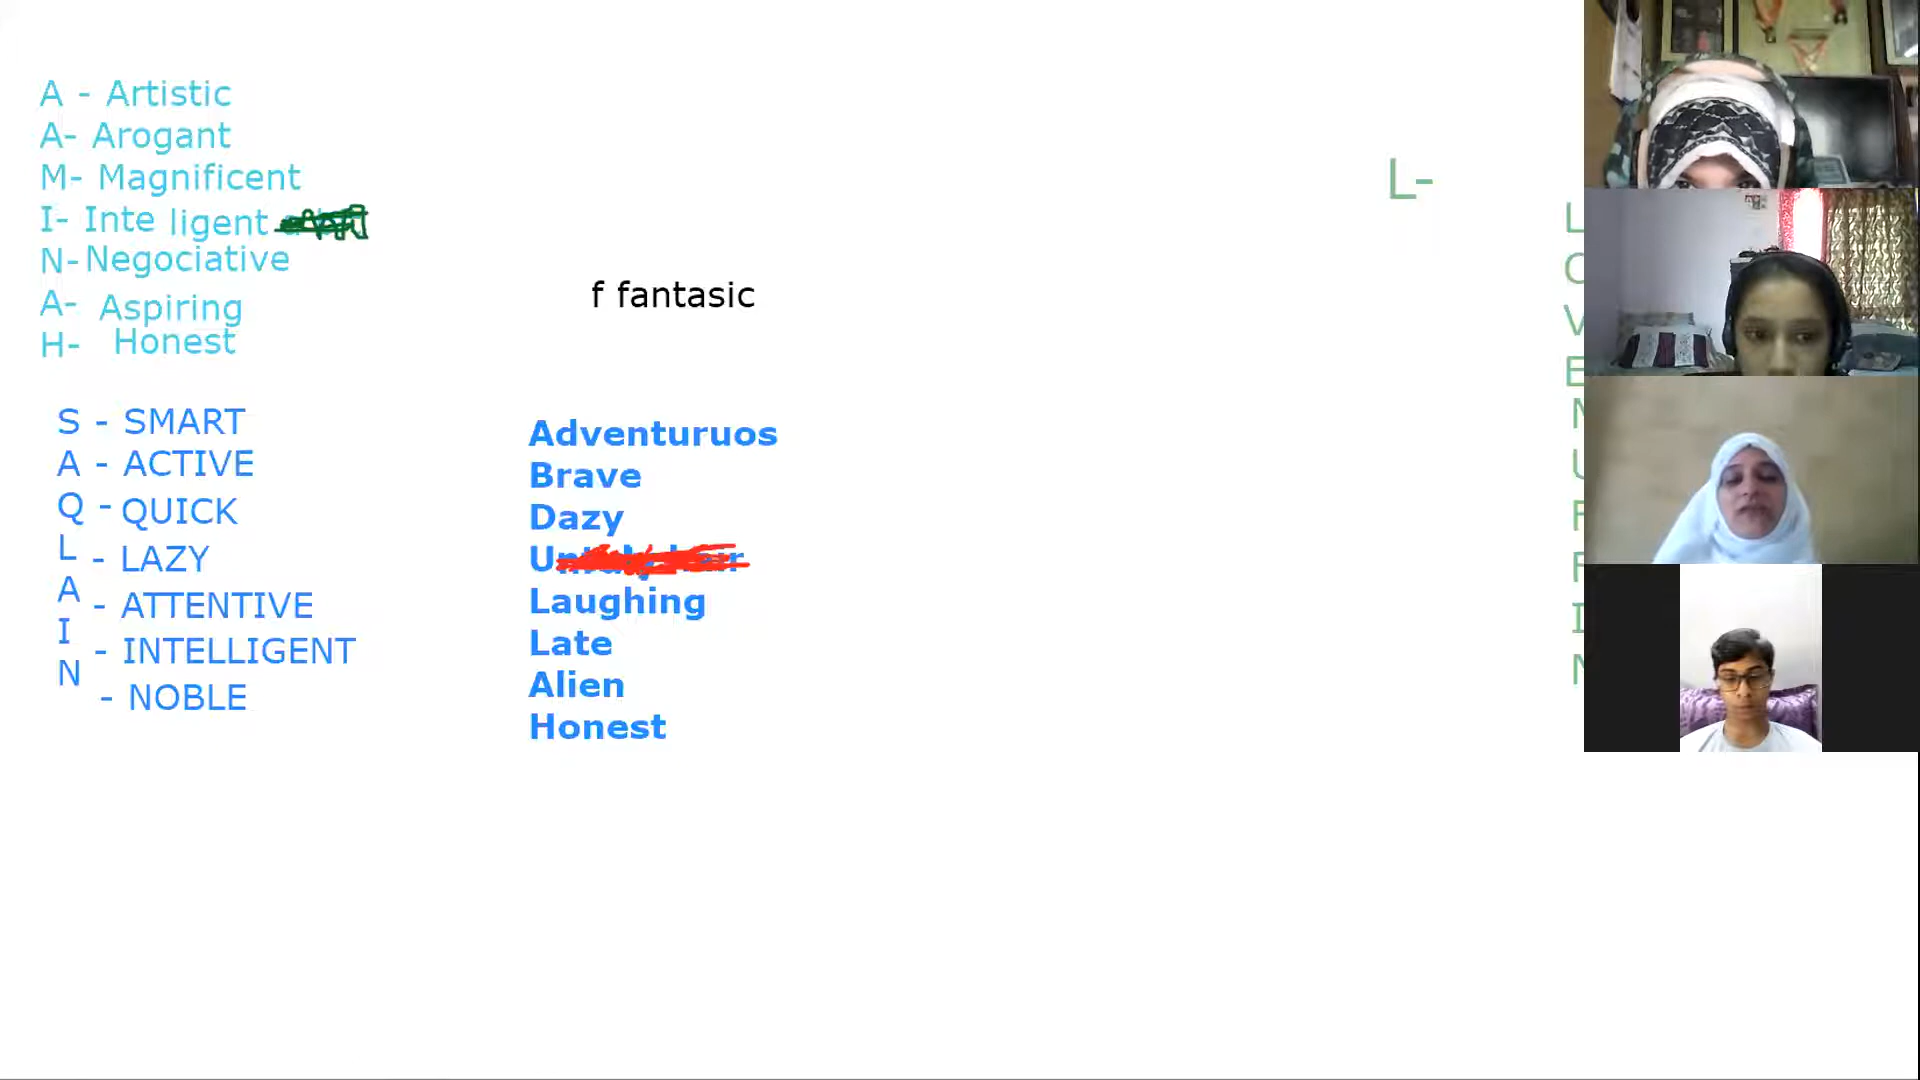 A - Artistic
A- Arogant
M- Magnificent
I- Inte ligent
N- Negociative
A- Aspiring
H- Honest
f fantasic
S - SMART
A - ACTIVE
Q - QUICK
L - LAZY
A - ATTENTIVE
I - INTELLIGENT
N - NOBLE
Adventuruos
Brave
Dazy
Laughing
Late
Alien
Honest
L-
L
O
V
E
M
U
F
F
I
N